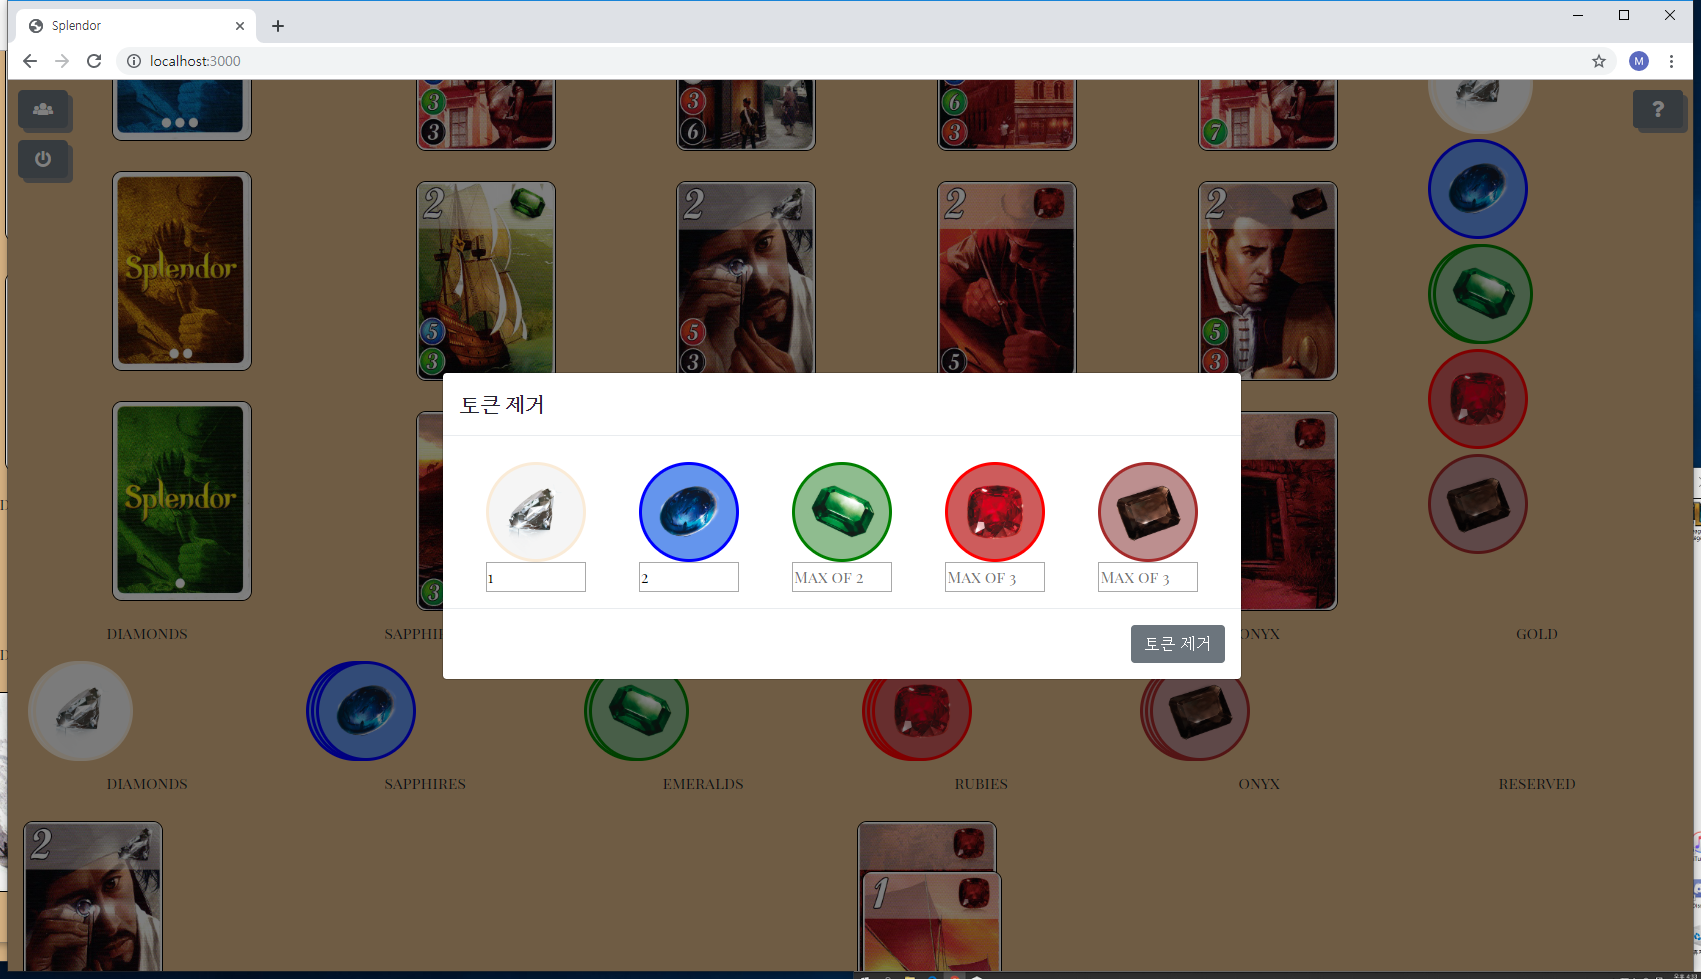 Splendor
localhost:3000
3
3
3
6
6
3
7
?
Splendor
2
5
3
2
5
3
2
5
2
5
3
Splendor
3
토큰 제거
1
2
MAX OF 2
MAX OF 3
MAX OF 3
토큰 제거
DIAMONDS
ONYX
GOLD
DIAMONDS
SAPPHIRES
EMERALDS
RUBIES
ONYX
RESERVED
2
1
M